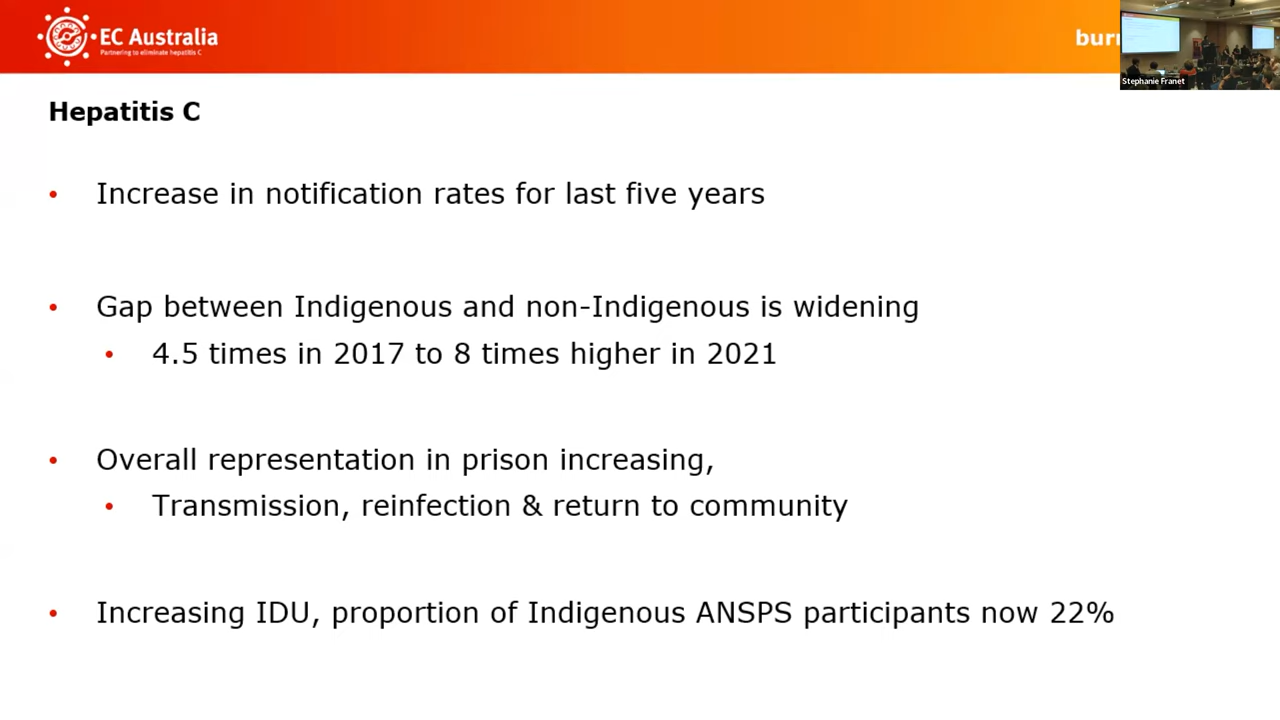 EC Australia
Partnering to eliminate hepatitis C
Stephanie Franet
Hepatitis C
• Increase in notification rates for last five years
• Gap between Indigenous and non-Indigenous is widening
• 4.5 times in 2017 to 8 times higher in 2021
• Overall representation in prison increasing,
• Transmission, reinfection & return to community
• Increasing IDU, proportion of Indigenous ANSPS participants now 22%